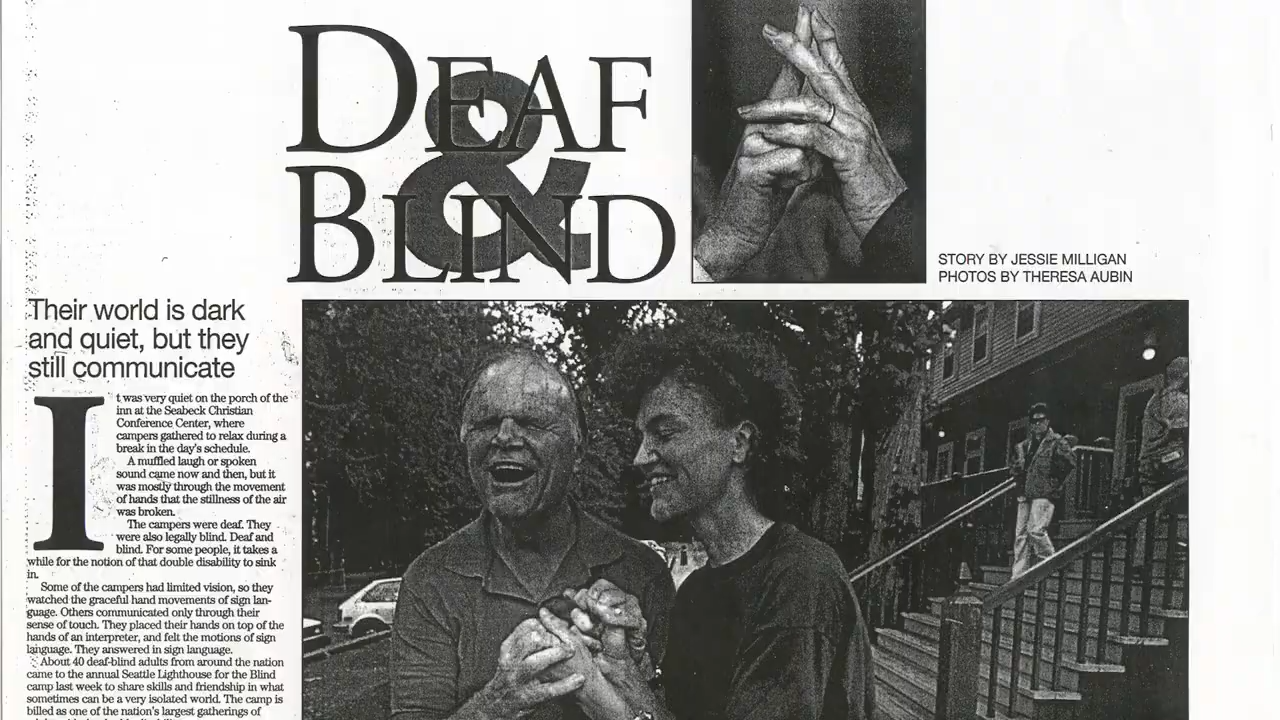 DEAF
&
BLIND
STORY BY JESSIE MILLIGAN
PHOTOS BY THERESA AUBIN
Their world is dark
and quiet, but they
still communicate
It was very quiet on the porch of the
inn at the Seabeck Christian
Conference Center, where
campers gathered to relax during a
break in the day's schedule.
A muffled laugh or spoken
sound came now and then, but it
was mostly through the movement
of hands that the stillness of the air
was broken.
The campers were deaf. They
were also legally blind. Deaf and
blind. For some people, it takes a
while for the notion of that double disability to sink
in.
Some of the campers had limited vision, so they
watched the graceful hand movements of sign lan-
guage. Others communicated only through their
sense of touch. They placed their hands on top of the
hands of an interpreter, and felt the motions of sign
language. They answered in sign language.
About 40 deaf-blind adults from around the nation
came to the annual Seattle Lighthouse for the Blind
camp last week to share skills and friendship in what
sometimes can be a very isolated world. The camp is
billed as one of the nation's largest gatherings of